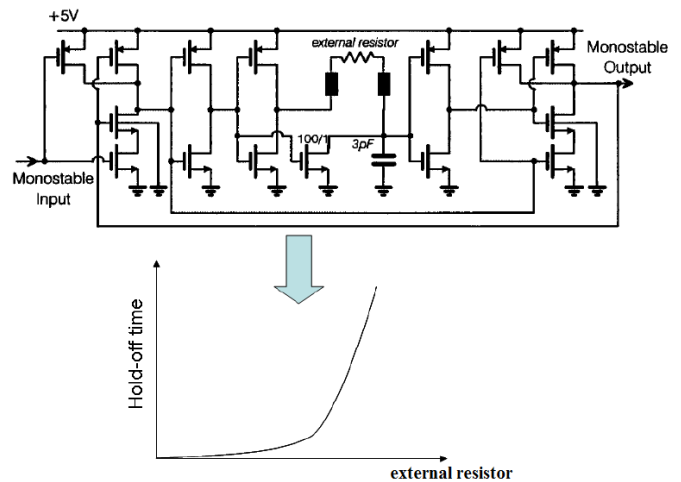 +5V
external resistor
Monostable
Output
100/1
3pF
Monostable
Input
Hold-off time
external resistor